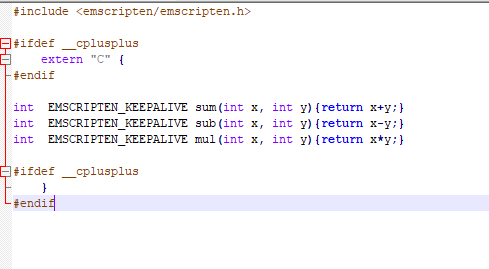 #include <emscripten/emscripten.h>
#ifdef __cplusplus
extern "C" {
#endif
int  EMSCRIPTEN_KEEPALIVE sum(int x, int y){return x+y;}
int  EMSCRIPTEN_KEEPALIVE sub(int x, int y){return x-y;}
int  EMSCRIPTEN_KEEPALIVE mul(int x, int y){return x*y;}
#ifdef __cplusplus
}
#endif